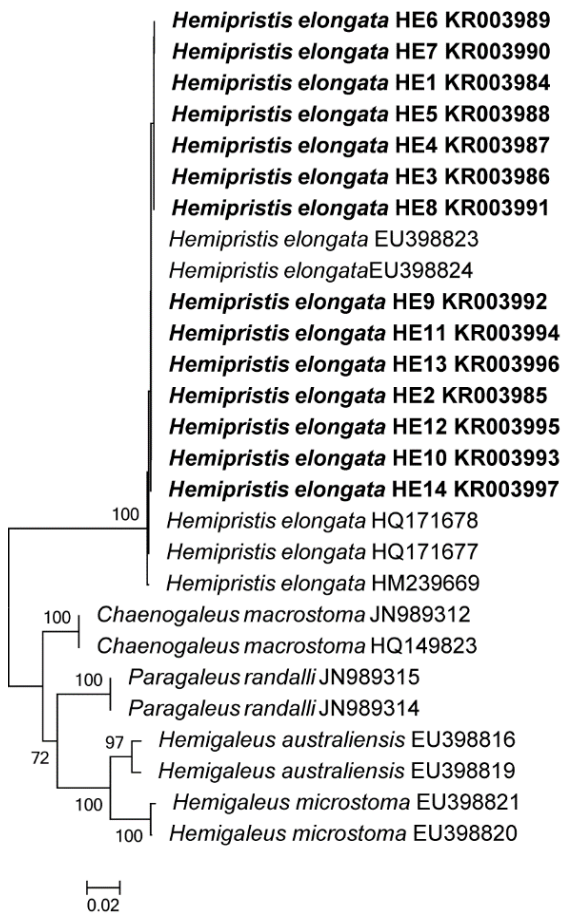 Hemipristis elongata HE6 KR003989
Hemipristis elongata HE7 KR003990
Hemipristis elongata HE1 KR003984
Hemipristis elongata HE5 KR003988
Hemipristis elongata HE4 KR003987
Hemipristis elongata HE3 KR003986
Hemipristis elongata HE8 KR003991
Hemipristis elongata EU398823
Hemipristis elongataEU398824
Hemipristis elongata HE9 KR003992
Hemipristis elongata HE11 KR003994
Hemipristis elongata HE13 KR003996
Hemipristis elongata HE2 KR003985
Hemipristis elongata HE12 KR003995
Hemipristis elongata HE10 KR003993
Hemipristis elongata HE14 KR003997
100
Hemipristis elongata HQ171678
Hemipristis elongata HQ171677
Hemipristis elongata HM239669
100
Chaenogaleus macrostoma JN989312
Chaenogaleus macrostoma HQ149823
100
Paragaleus randalli JN989315
Paragaleus randalli JN989314
97
Hemigaleus australiensis EU398816
72
Hemigaleus australiensis EU398819
100
Hemigaleus microstoma EU398821
100
Hemigaleus microstoma EU398820
0.02